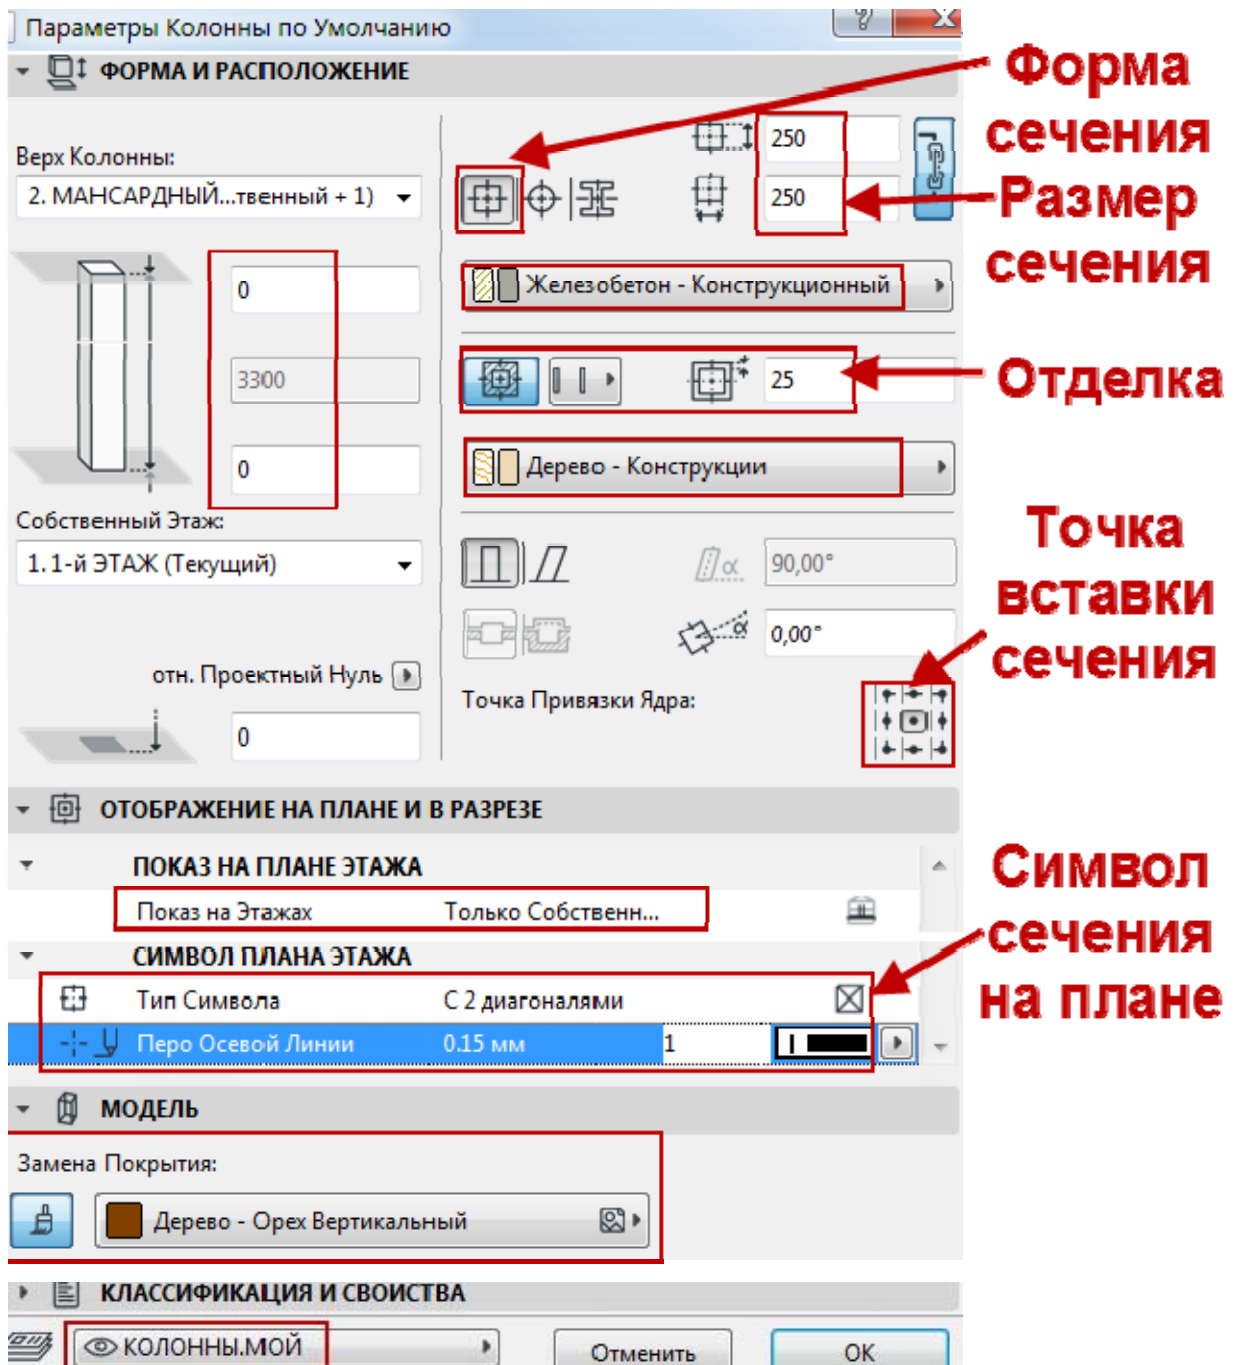 Параметры Колонны по Умолчанию
?
X
ФОРМА И РАСПОЛОЖЕНИЕ
Форма
сечения
Размер
сечения
Верх Колонны:
2. МАНСАРДНЫЙ...твенный + 1)
250
250
0
3300
0
Железобетон - Конструкционный
25
Отделка
Дерево - Конструкции
Собственный Этаж:
1. 1-й ЭТАЖ (Текущий)
α
90,00°
α
0,00°
Точка
вставки
сечения
отн. Проектный Нуль
0
Точка Привязки Ядра:
ОТОБРАЖЕНИЕ НА ПЛАНЕ И В РАЗРЕЗЕ
ПОКАЗ НА ПЛАНЕ ЭТАЖА
Показ на Этажах Только Собственн...
СИМВОЛ ПЛАНА ЭТАЖА
Тип Символа С 2 диагоналями
Перо Осевой Линии 0.15 мм 1
Символ
сечения
на плане
МОДЕЛЬ
Замена Покрытия:
Дерево - Орех Вертикальный
КЛАССИФИКАЦИЯ И СВОЙСТВА
КОЛОННЫ.МОЙ
Отменить
ОК